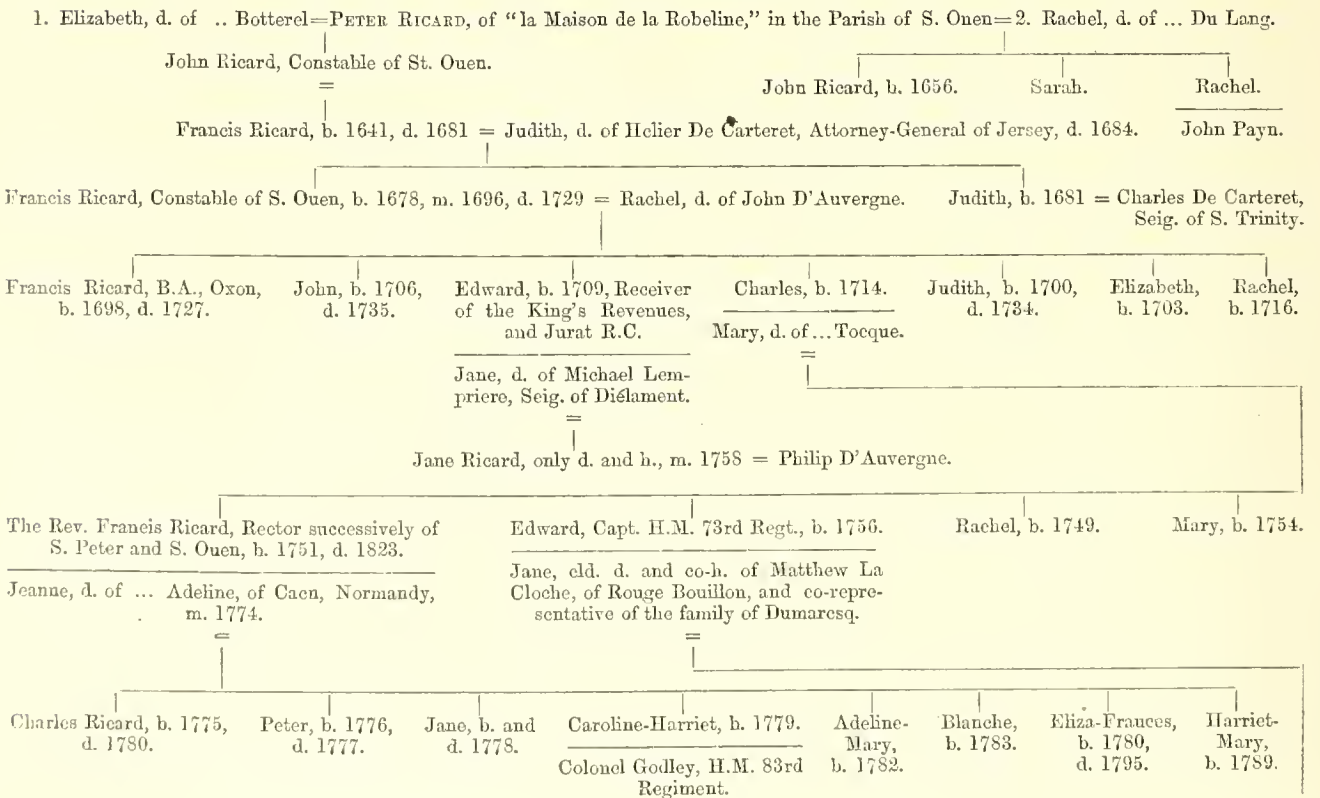 1. Elizabeth, d. of .. Botterel=PETER RICARD, of "la Maison de la Robeline," in the Parish of S. Ouen=2. Rachel, d. of ... Du Lang.
John Ricard, Constable of St. Ouen.
=
John Ricard, b. 1656.
Sarah.
Rachel.
John Payn.
Francis Ricard, b. 1641, d. 1681 = Judith, d. of Helier De Carteret, Attorney-General of Jersey, d. 1684.
Francis Ricard, Constable of S. Ouen, b. 1678, m. 1696, d. 1729 = Rachel, d. of John D'Auvergne.
Judith, b. 1681 = Charles De Carteret,
Seig. of S. Trinity.
Francis Ricard, B.A., Oxon,
b. 1698, d. 1727.
John, b. 1706,
d. 1735.
Edward, b. 1709, Receiver
of the King's Revenues,
and Jurat R.C.
Jane, d. of Michael Lem-
priere, Seig. of Diélament.
=
Charles, b. 1714.
Mary, d. of ... Tocque.
=
Judith, b. 1700,
d. 1734.
Elizabeth,
b. 1703.
Rachel,
b. 1716.
Jane Ricard, only d. and h., m. 1758 = Philip D'Auvergne.
The Rev. Francis Ricard, Rector successively of
S. Peter and S. Ouen, b. 1751, d. 1823.
Jeanne, d. of ... Adeline, of Caen, Normandy,
m. 1774.
=
Edward, Capt. H.M. 73rd Regt., b. 1756.
Jane, eld. d. and co-h. of Matthew La
Cloche, of Rouge Bouillon, and co-repre-
sentative of the family of Dumaresq.
=
Rachel, b. 1749.
Mary, b. 1754.
Charles Ricard, b. 1775,
d. 1780.
Peter, b. 1776,
d. 1777.
Jane, b. and
d. 1778.
Caroline-Harriet, b. 1779.
Colonel Godley, H.M. 83rd
Regiment.
Adeline-
Mary,
b. 1782.
Blanche,
b. 1783.
Eliza-Frances,
b. 1780,
d. 1795.
Harriet-
Mary,
b. 1789.